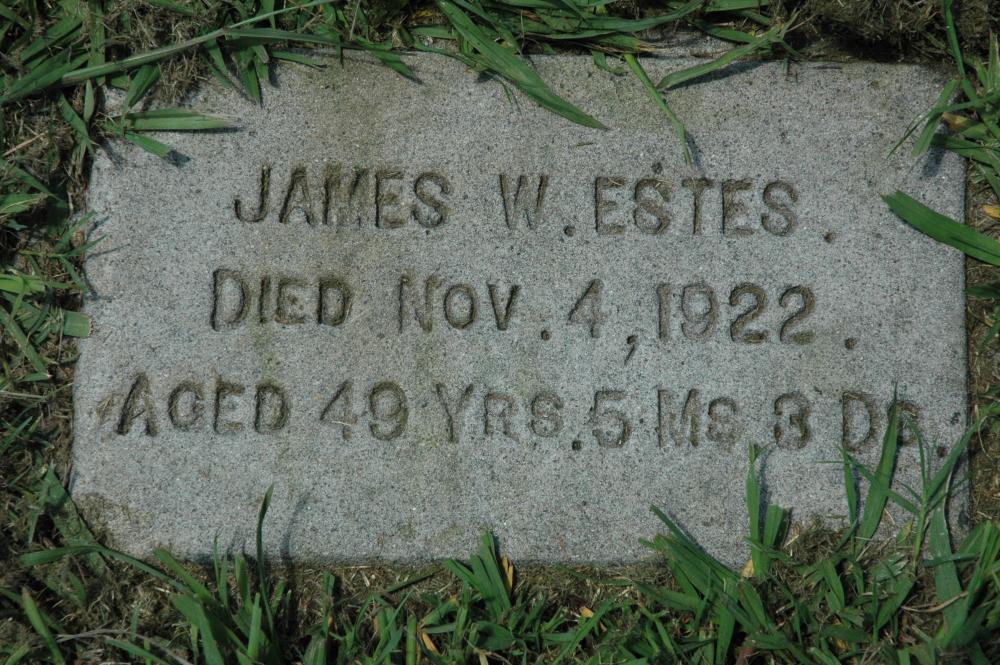 JAMES W. ESTES.
DIED NOV. 4, 1922.
AGED 49 YRS. 5 MS 3 DS.